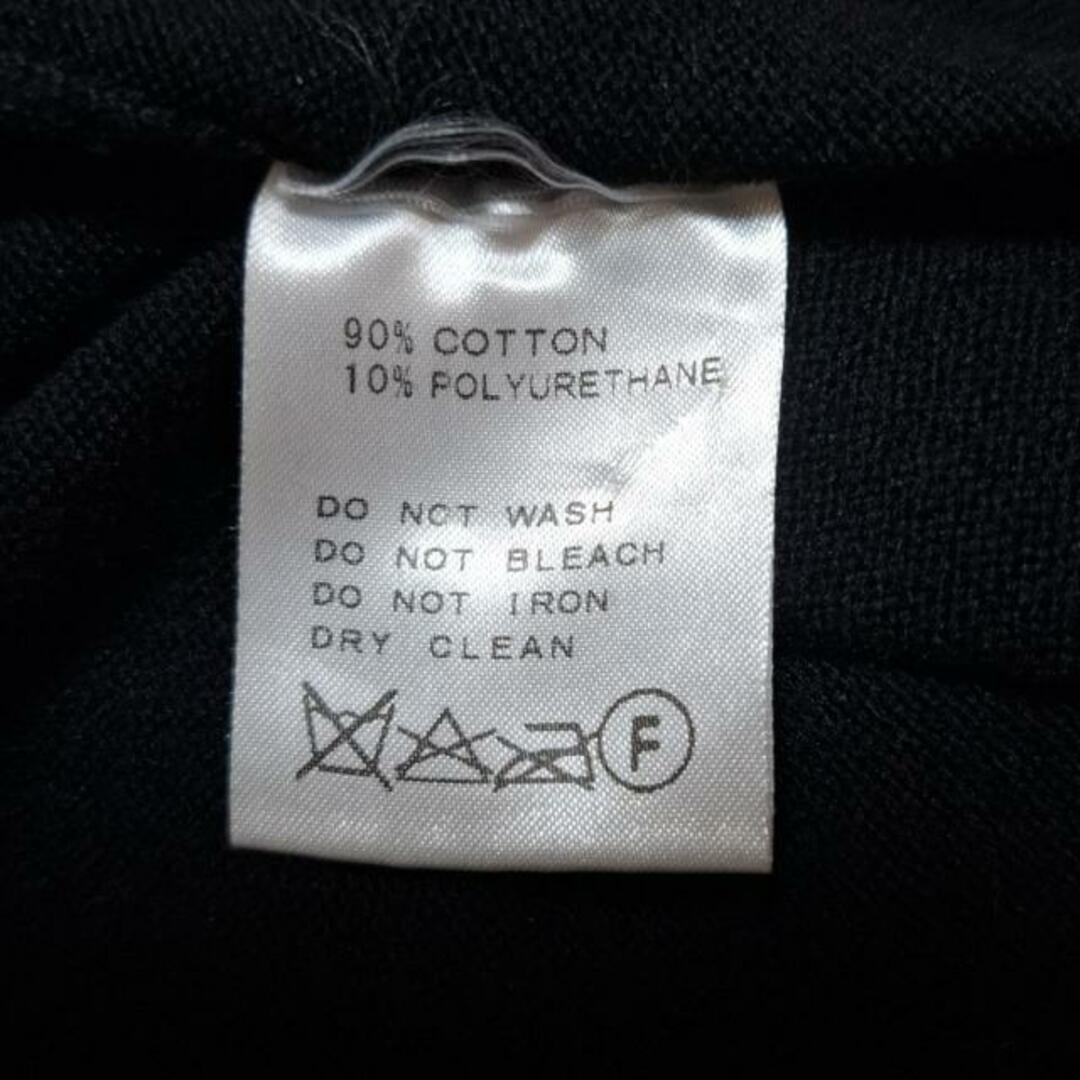 90% COTTON
10% POLYURETHANE
DO NOT WASH
DO NOT BLEACH
DO NOT IRON
DRY CLEAN
F